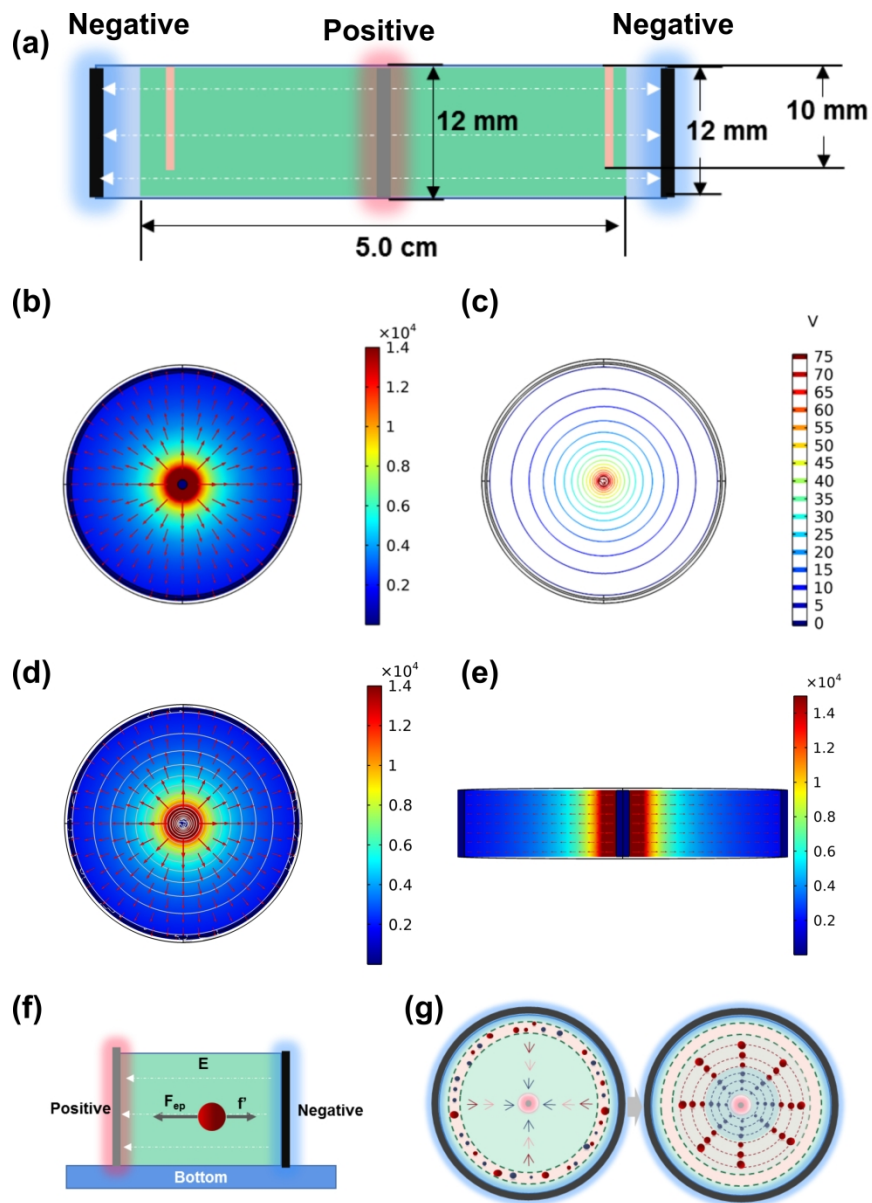 Negative
Positive
Negative
(a)
12 mm
12 mm
10 mm
5.0 cm
(b)
×10⁴
1.4
1.2
1
0.8
0.6
0.4
0.2
(c)
V
75
70
65
60
55
50
45
40
35
30
25
20
15
10
5
0
(d)
×10⁴
1.4
1.2
1
0.8
0.6
0.4
0.2
(e)
×10⁴
1.4
1.2
1
0.8
0.6
0.4
0.2
(f)
E
Positive
Fep
f'
Negative
Bottom
(g)